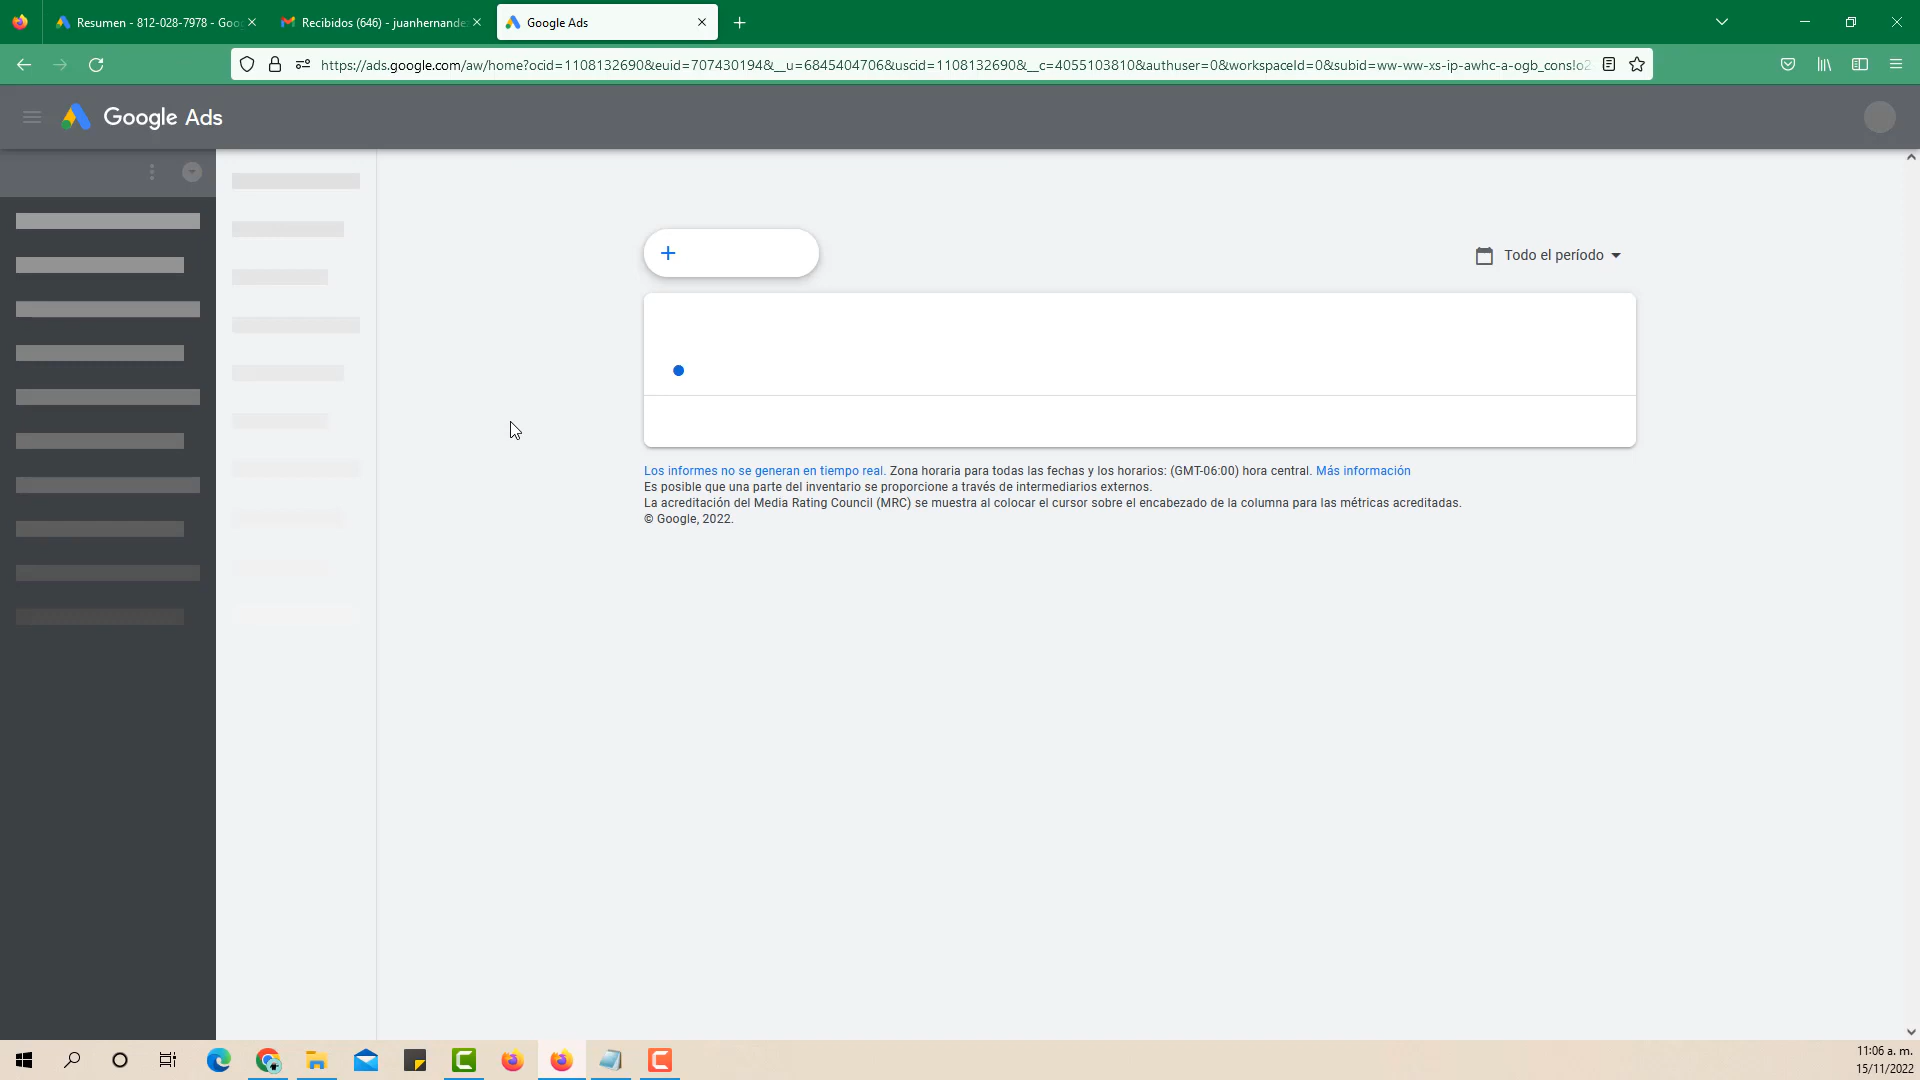 Resumen - 812-028-7978 - Goo
Recibidos (646) - juanhernande
Google Ads
https://ads.google.com/aw/home?ocid=1108132690&euid=707430194&__u=6845404706&uscid=1108132690&__c=4055103810&authuser=0&workspaceId=0&subid=ww-ww-xs-ip-awhc-a-ogb_cons!o2
Google Ads
Todo el período
Los informes no se generan en tiempo real. Zona horaria para todas las fechas y los horarios: (GMT-06:00) hora central. Más información
Es posible que una parte del inventario se proporcione a través de intermediarios externos.
La acreditación del Media Rating Council (MRC) se muestra al colocar el cursor sobre el encabezado de la columna para las métricas acreditadas.
© Google, 2022.
11:06 a. m.
15/11/2022